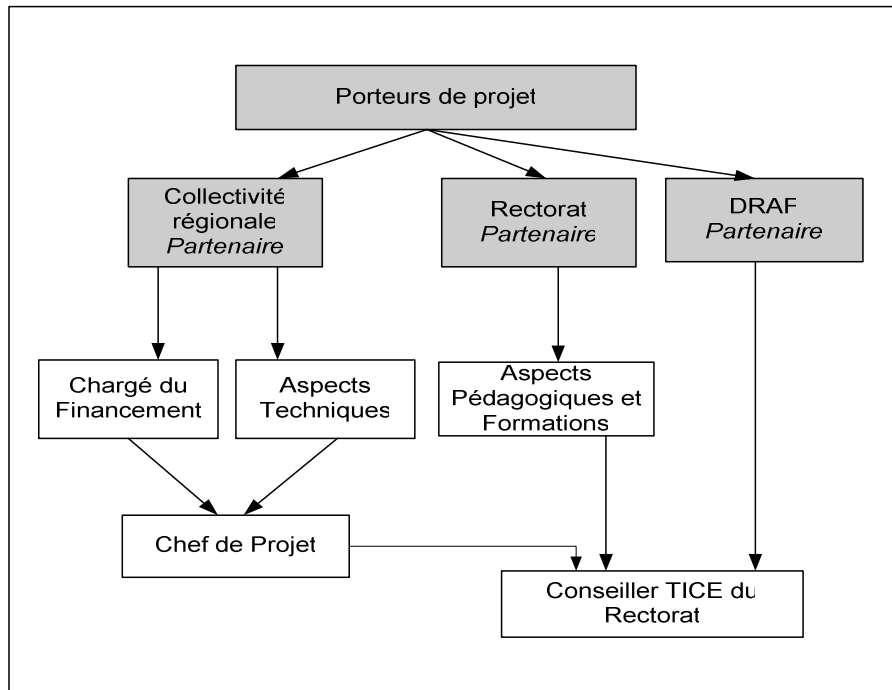 Porteurs de projet
Collectivité
régionale
Partenaire
Rectorat
Partenaire
DRAF
Partenaire
Chargé du
Financement
Aspects
Techniques
Aspects
Pédagogiques et
Formations
Chef de Projet
Conseiller TICE du
Rectorat